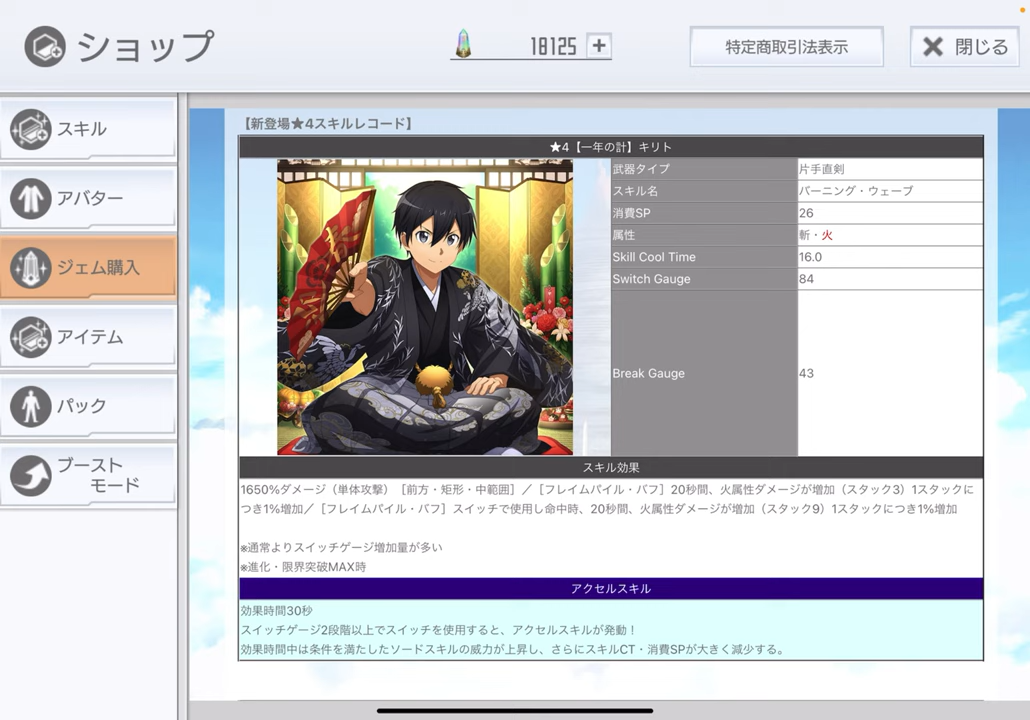 ショップ
18125
特定商取引法表示
閉じる
スキル
アバター
ジェム購入
アイテム
パック
ブースト
モード
【新登場★4スキルレコード】
★4【一年の計】キリト
武器タイプ 片手直剣
スキル名 バーニング・ウェーブ
消費SP 26
属性 斬・火
Skill Cool Time 16.0
Switch Gauge 84
Break Gauge 43
スキル効果
1650%ダメージ（単体攻撃）［前方・矩形・中範囲］／［フレイムパイル・バフ］20秒間、火属性ダメージが増加（スタック3）1スタックに
つき1%増加／［フレイムパイル・バフ］スイッチで使用し命中時、20秒間、火属性ダメージが増加（スタック9）1スタックにつき1%増加
※通常よりスイッチゲージ増加量が多い
※進化・限界突破MAX時
アクセルスキル
効果時間30秒
スイッチゲージ2段階以上でスイッチを使用すると、アクセルスキルが発動！
効果時間中は条件を満たしたソードスキルの威力が上昇し、さらにスキルCT・消費SPが大きく減少する。